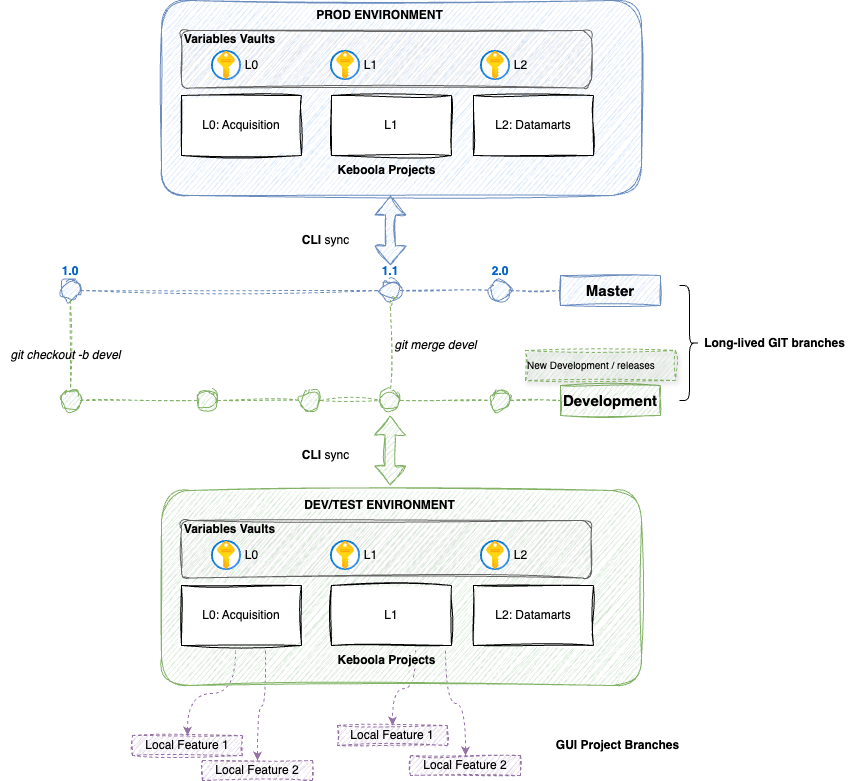 PROD ENVIRONMENT
Variables Vaults
L0
L1
L2
L0: Acquisition
L1
L2: Datamarts
Keboola Projects
CLI sync
1.0
1.1
2.0
Master
git checkout -b devel
git merge devel
Long-lived GIT branches
New Development / releases
Development
CLI sync
DEV/TEST ENVIRONMENT
Variables Vaults
L0
L1
L2
L0: Acquisition
L1
L2: Datamarts
Keboola Projects
Local Feature 1
Local Feature 1
GUI Project Branches
Local Feature 2
Local Feature 2